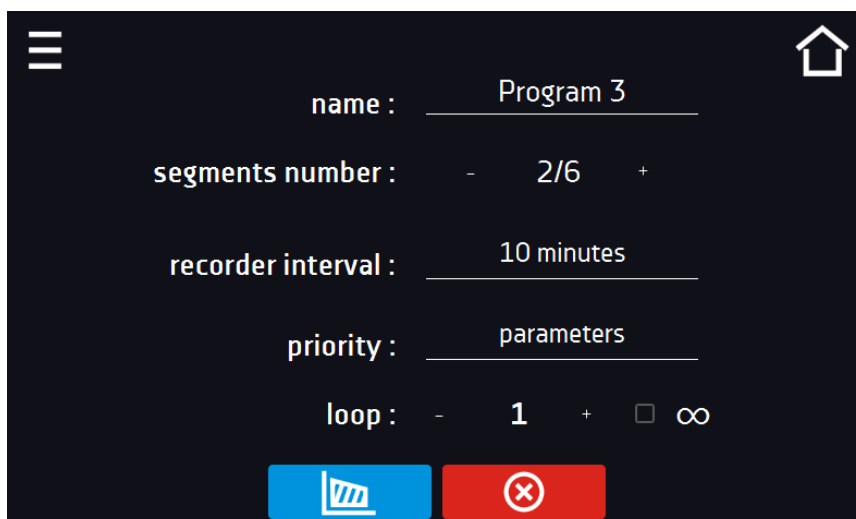 name : Program 3
segments number : - 2/6 +
recorder interval : 10 minutes
priority : parameters
loop : - 1 + ∞